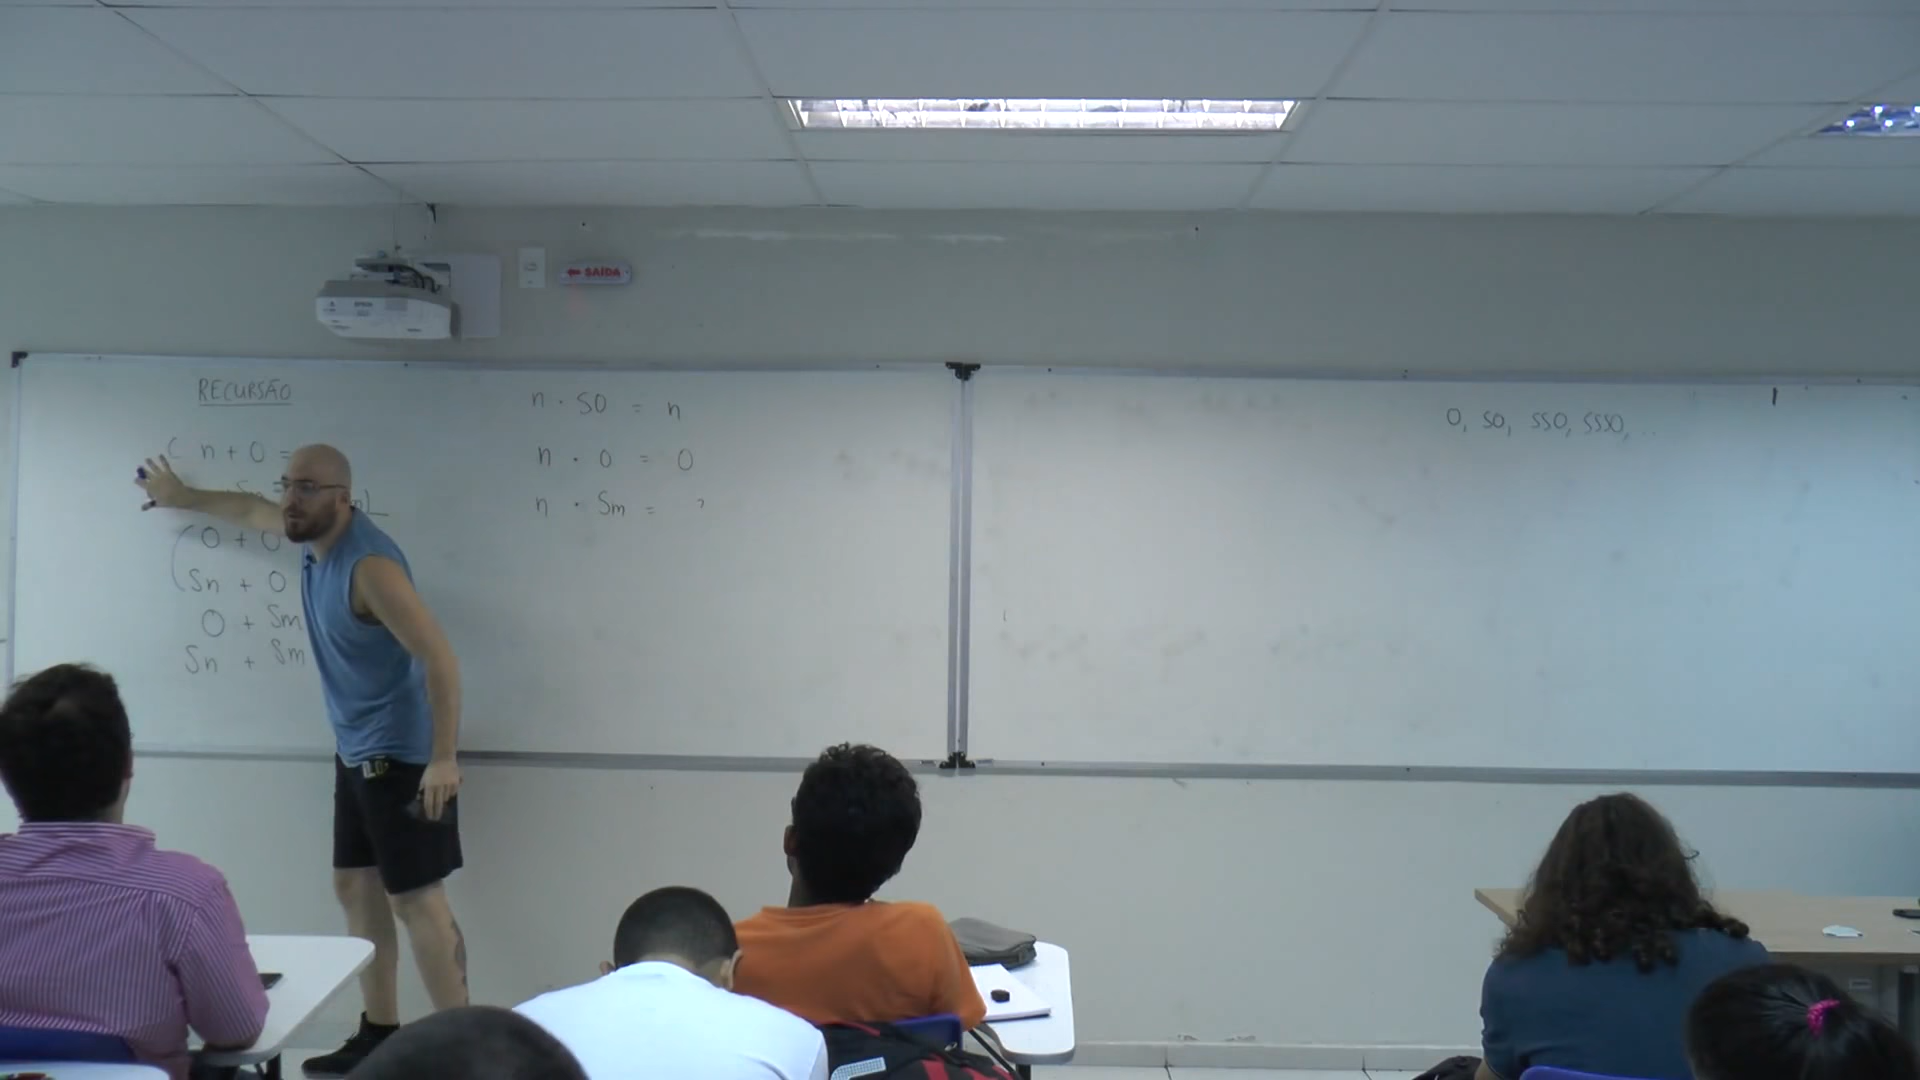 SAÍDA
RECURSÃO
n + 0 =
0 + 0
Sn + 0
0 + Sm
Sn + Sm
n · S0 = n
n · 0 = 0
n · Sm = ?
0, S0, SS0, SSS0, ...
EPSON